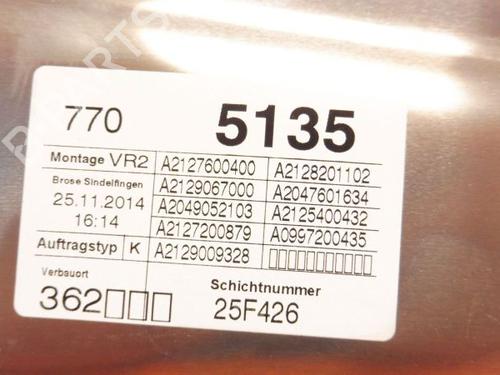 770 5135
Montage VR2 A2127600400 A2128201102
Brose Sindelfingen A2129067000 A2047601634
25.11.2014 A2049052103 A2125400432
16:14 A2127200879 A0997200435
Auftragstyp K A2129009328 □□□□□□□□□□□
Verbauort
362□□□ Schichtnummer
25F426